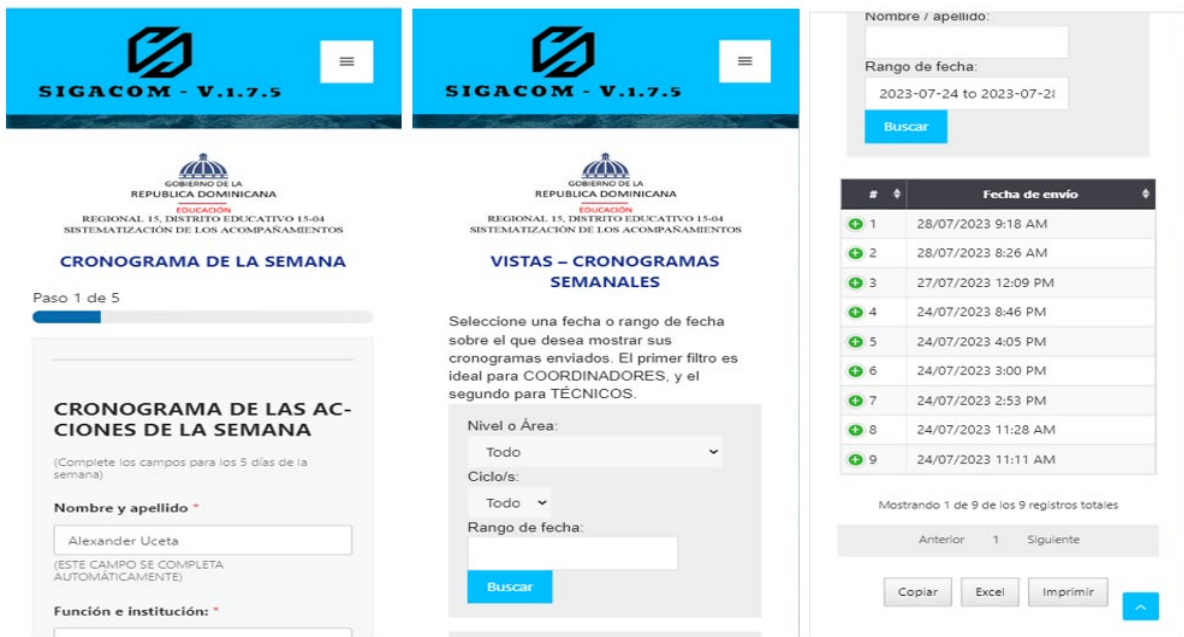 SIGACOM - V.1.7.5
GOBIERNO DE LA
REPUBLICA DOMINICANA
EDUCACIÓN
REGIONAL 15, DISTRITO EDUCATIVO 15-04
SISTEMATIZACIÓN DE LOS ACOMPAÑAMIENTOS
CRONOGRAMA DE LA SEMANA
Paso 1 de 5
CRONOGRAMA DE LAS AC-
CIONES DE LA SEMANA
(Complete los campos para los 5 días de la
semana)
Nombre y apellido *
Alexander Uceta
(ESTE CAMPO SE COMPLETA
AUTOMÁTICAMENTE)
Función e institución: *
SIGACOM - V.1.7.5
GOBIERNO DE LA
REPUBLICA DOMINICANA
EDUCACIÓN
REGIONAL 15, DISTRITO EDUCATIVO 15-04
SISTEMATIZACIÓN DE LOS ACOMPAÑAMIENTOS
VISTAS – CRONOGRAMAS
SEMANALES
Seleccione una fecha o rango de fecha
sobre el que desea mostrar sus
cronogramas enviados. El primer filtro es
ideal para COORDINADORES, y el
segundo para TÉCNICOS.
Nivel o Área:
Todo
Ciclo/s:
Todo
Rango de fecha:
Buscar
Nombre / apellido:
Rango de fecha:
2023-07-24 to 2023-07-28
Buscar
# Fecha de envío
1 28/07/2023 9:18 AM
2 28/07/2023 8:26 AM
3 27/07/2023 12:09 PM
4 24/07/2023 8:46 PM
5 24/07/2023 4:05 PM
6 24/07/2023 3:00 PM
7 24/07/2023 2:53 PM
8 24/07/2023 11:28 AM
9 24/07/2023 11:11 AM
Mostrando 1 de 9 de los 9 registros totales
Anterior 1 Siguiente
Copiar Excel Imprimir